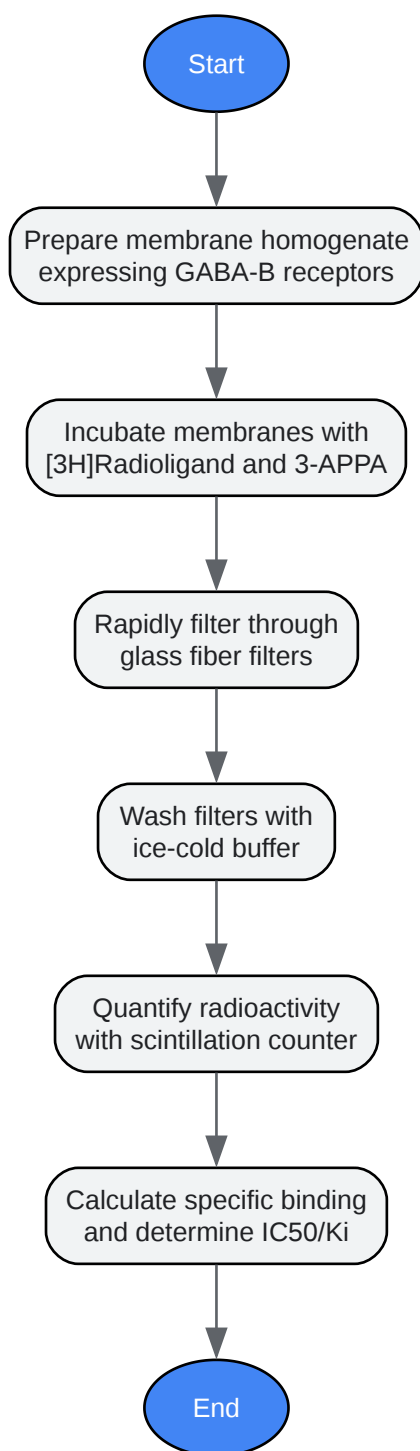 Start
Prepare membrane homogenate
expressing GABA-B receptors
Incubate membranes with
[3H]Radioligand and 3-APPA
Rapidly filter through
glass fiber filters
Wash filters with
ice-cold buffer
Quantify radioactivity
with scintillation counter
Calculate specific binding
and determine IC50/Ki
End